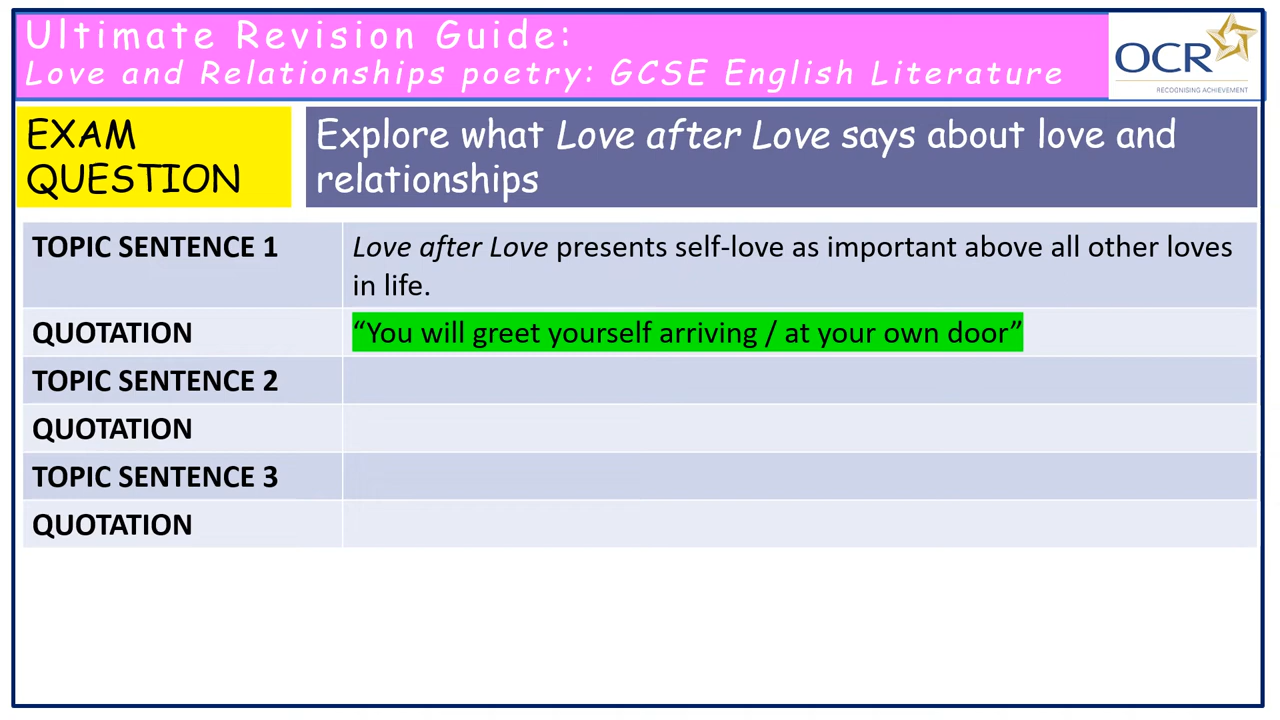 Ultimate Revision Guide:
Love and Relationships poetry: GCSE English Literature
OCR
RECOGNISING ACHIEVEMENT
EXAM
QUESTION
Explore what Love after Love says about love and
relationships
TOPIC SENTENCE 1
Love after Love presents self-love as important above all other loves
in life.
QUOTATION
“You will greet yourself arriving / at your own door”
TOPIC SENTENCE 2
QUOTATION
TOPIC SENTENCE 3
QUOTATION